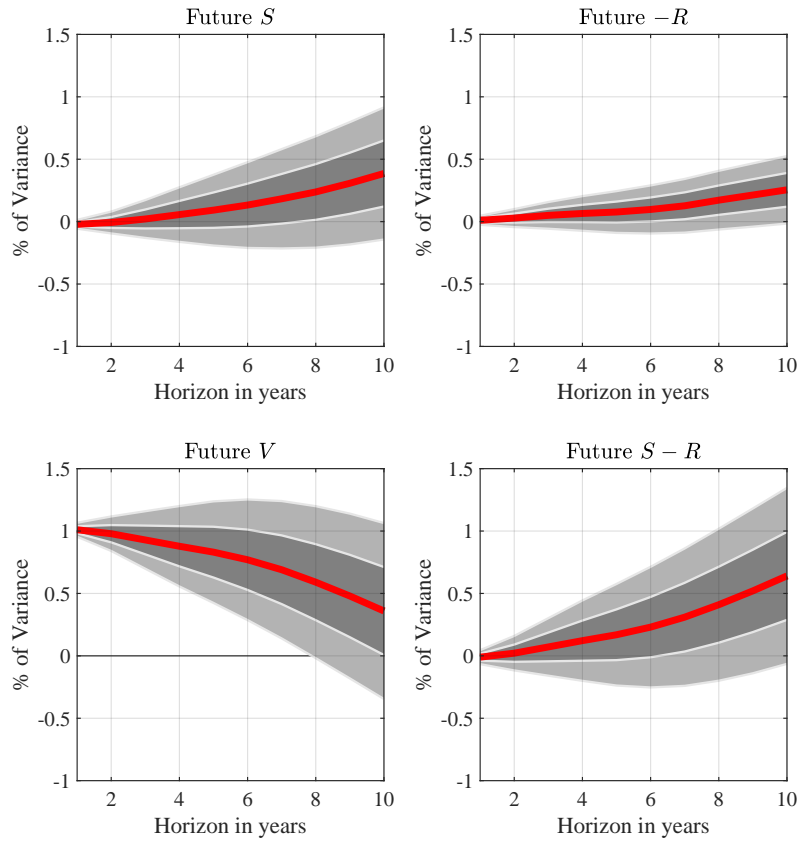 Future S
1.5
1
0.5
0
-0.5
-1
% of Variance
2 4 6 8 10
Horizon in years
Future −R
1.5
1
0.5
0
-0.5
-1
% of Variance
2 4 6 8 10
Horizon in years
Future V
1.5
1
0.5
0
-0.5
-1
% of Variance
2 4 6 8 10
Horizon in years
Future S − R
1.5
1
0.5
0
-0.5
-1
% of Variance
2 4 6 8 10
Horizon in years